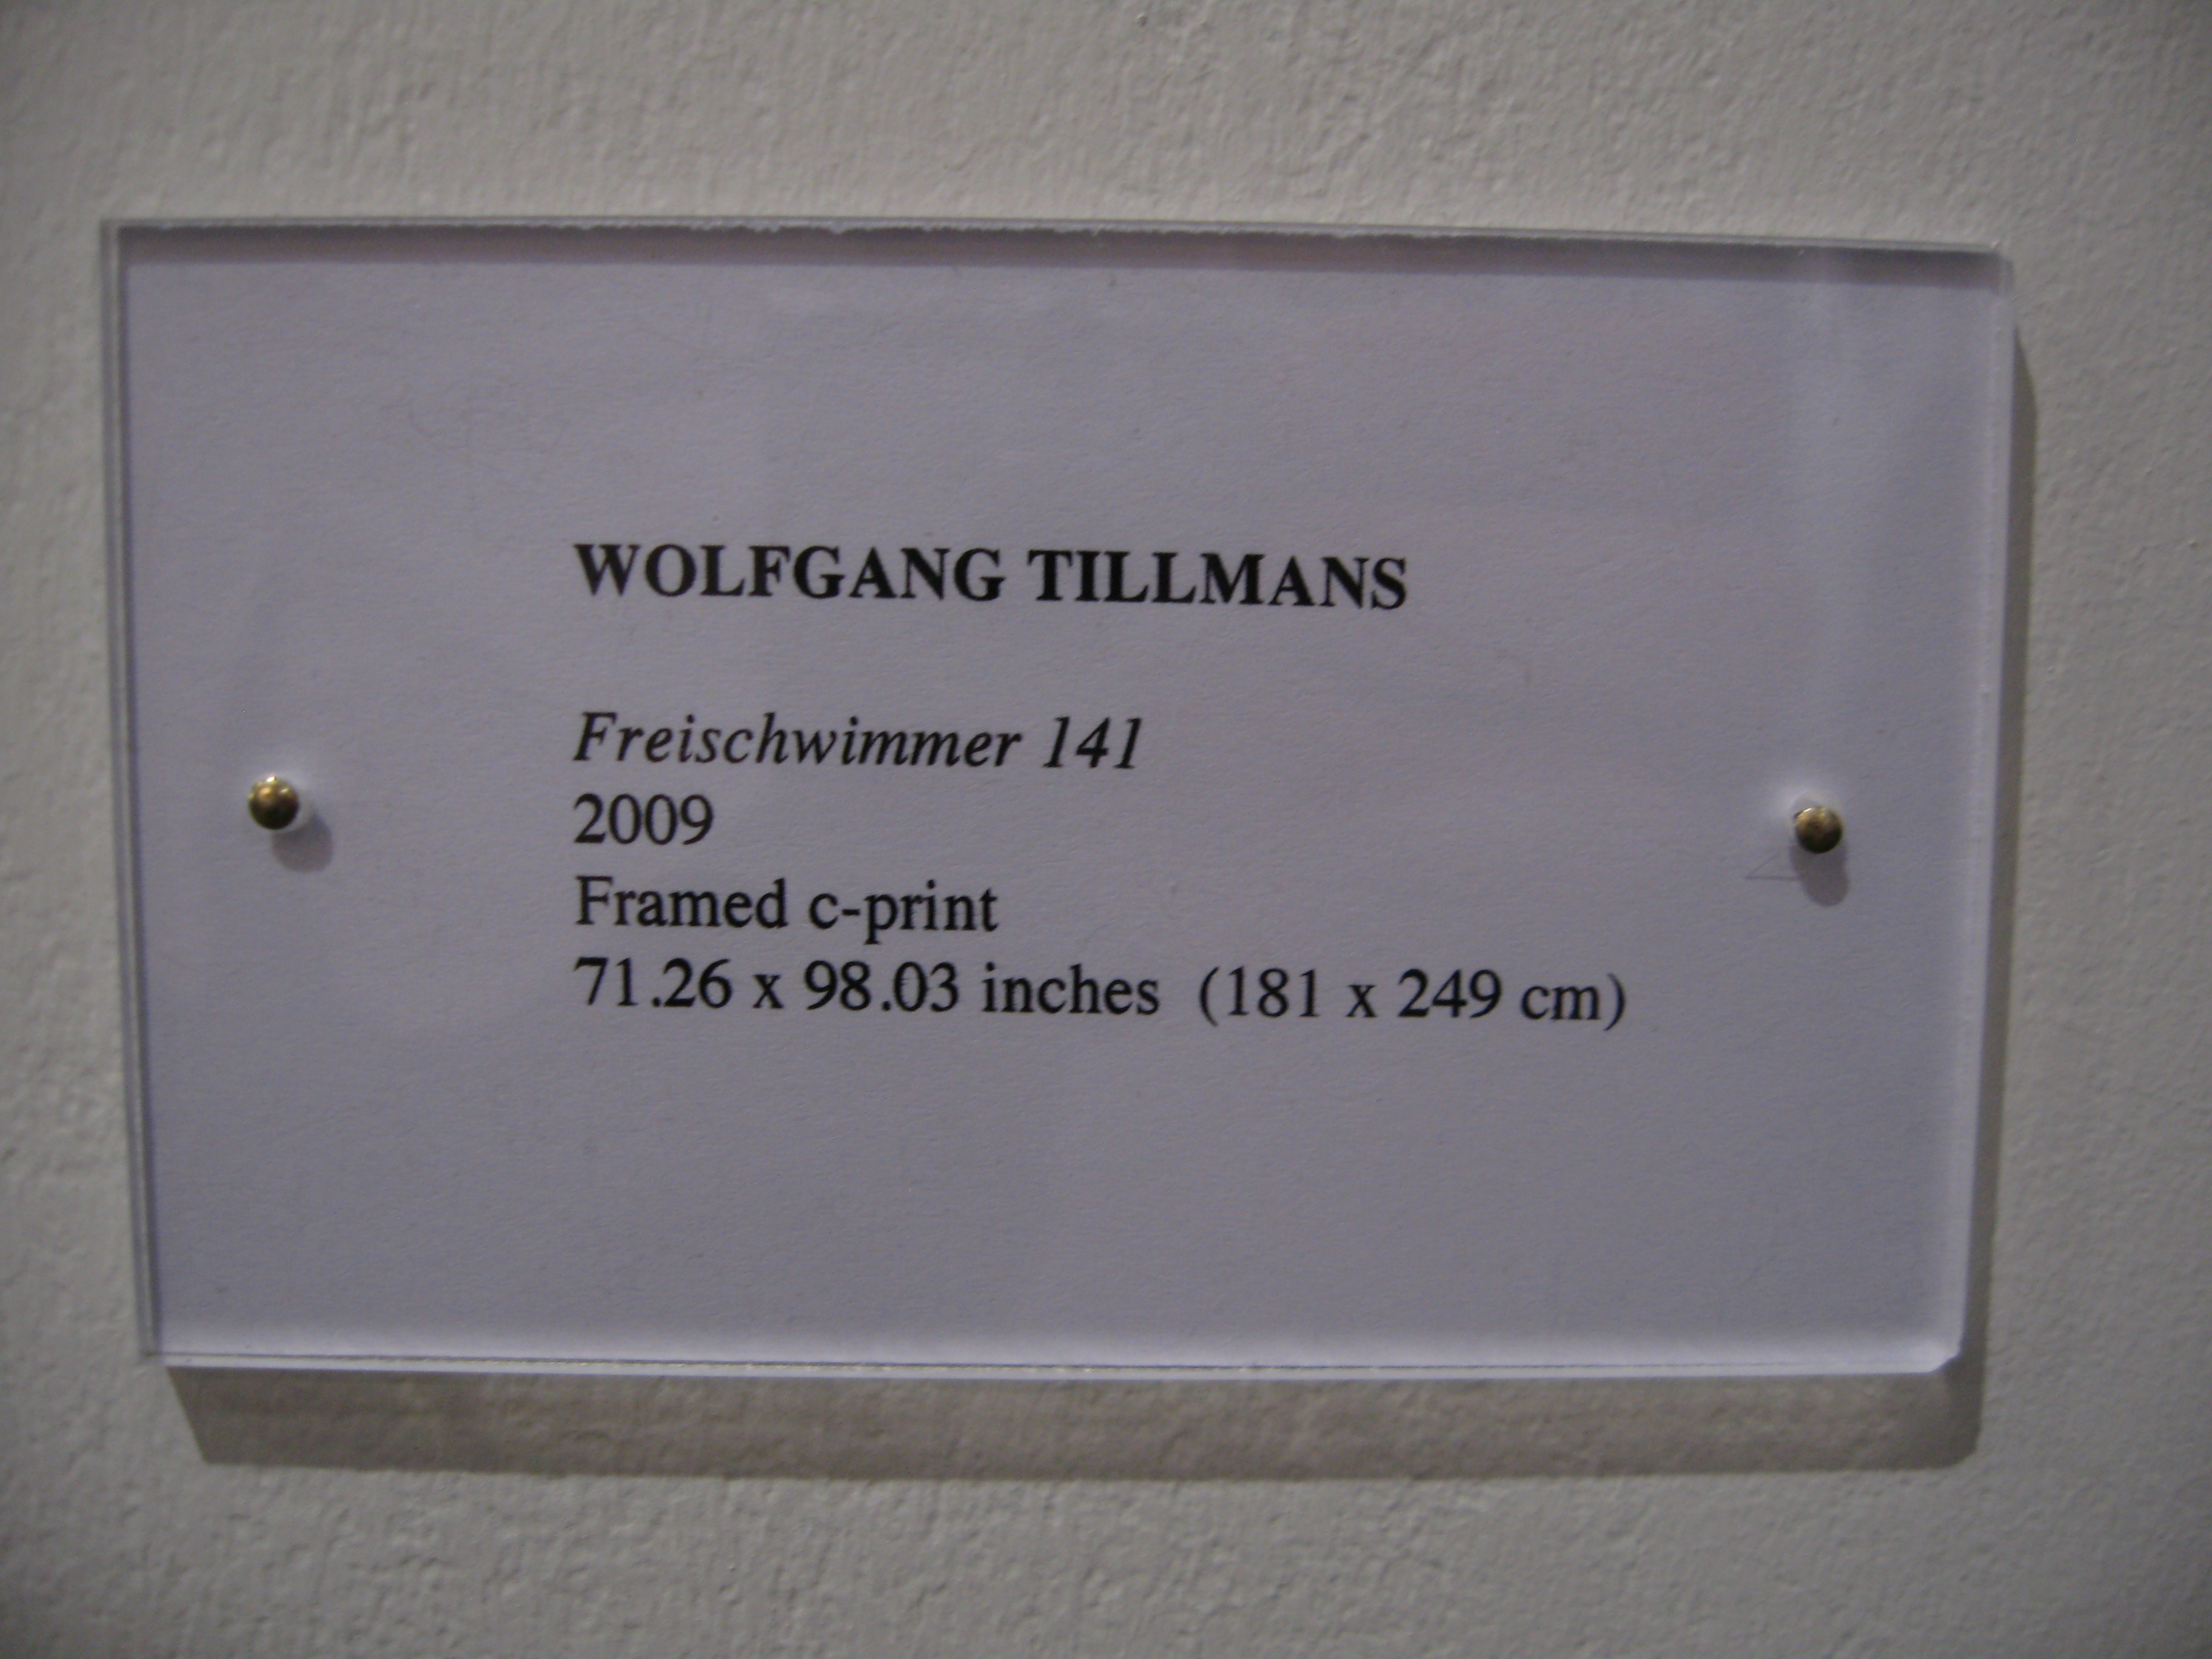 WOLFGANG TILLMANS
Freischwimmer 141
2009
Framed c-print
71.26 x 98.03 inches (181 x 249 cm)